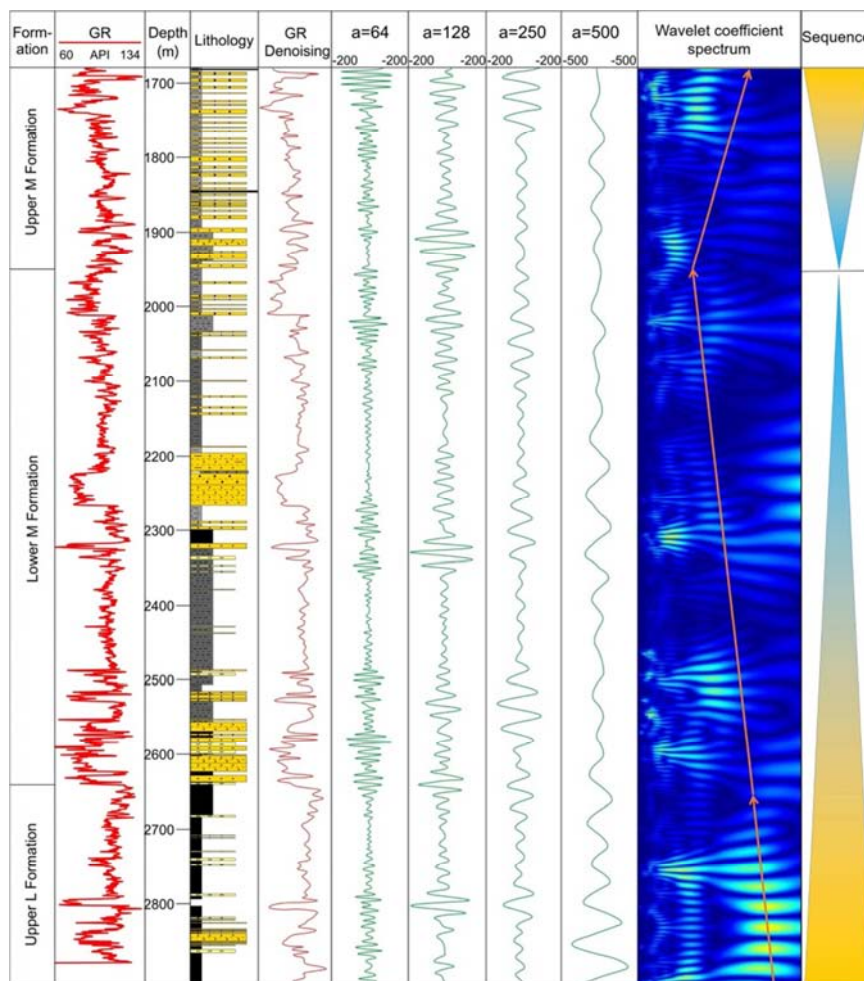 Form-
ation
GR
60 API 134
Depth
(m)
Lithology
GR
Denoising
a=64
-200 -200
a=128
-200 -200
a=250
-200 -200
a=500
-500 -500
Wavelet coefficient
spectrum
Sequence
Upper M Formation
Lower M Formation
Upper L Formation
1700
1800
1900
2000
2100
2200
2300
2400
2500
2600
2700
2800